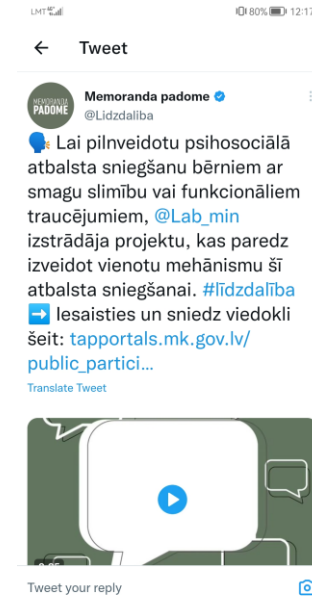 LMT 80% 12:17
Tweet
MEMORANDA
PADOME
Memoranda padome
@Lidzdaliba
Lai pilnveidotu psihosociālā
atbalsta sniegšanu bērniem ar
smagu slimību vai funkcionāliem
traucējumiem, @Lab_min
izstrādāja projektu, kas paredz
izveidot vienotu mehānismu šī
atbalsta sniegšanai. #līdzdalība
Iesaisties un sniedz viedokli
šeit: tapportals.mk.gov.lv/
public_partici...
Translate Tweet
Tweet your reply